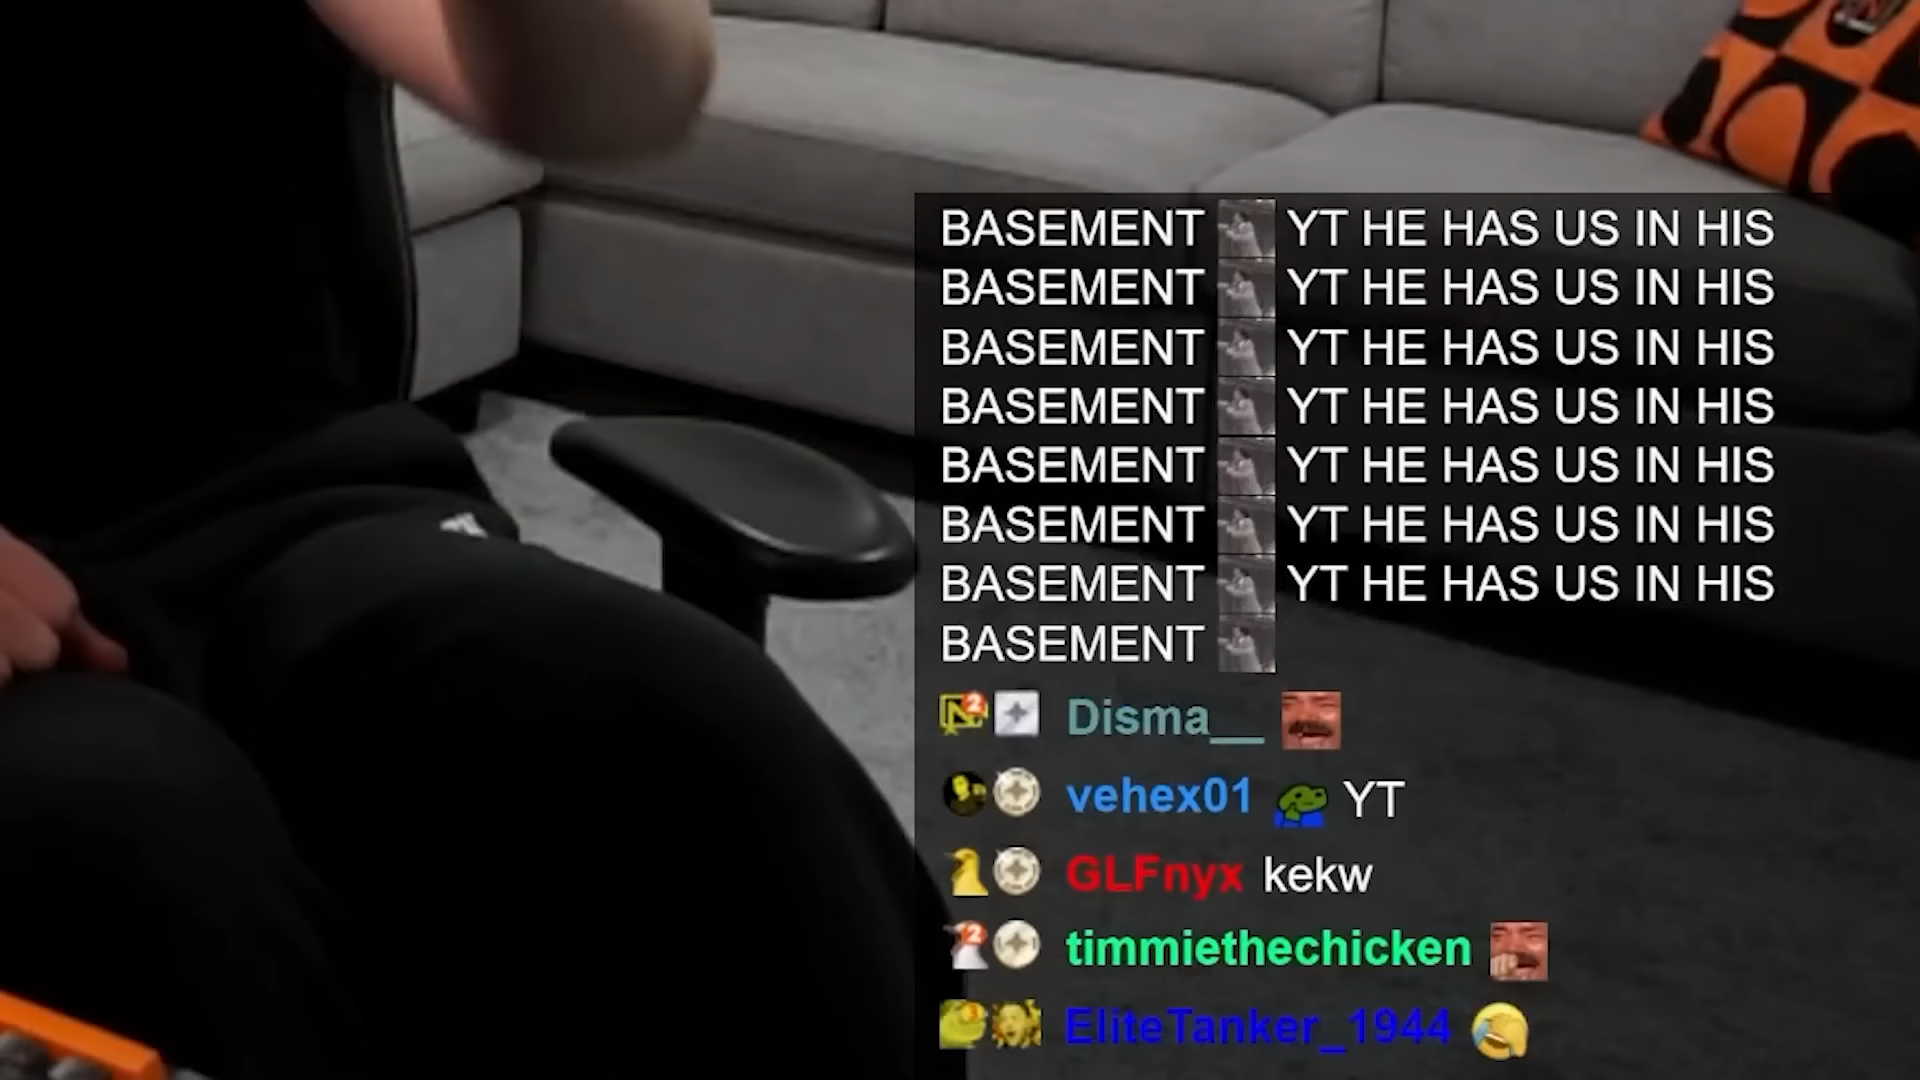 BASEMENT YT HE HAS US IN HIS
BASEMENT YT HE HAS US IN HIS
BASEMENT YT HE HAS US IN HIS
BASEMENT YT HE HAS US IN HIS
BASEMENT YT HE HAS US IN HIS
BASEMENT YT HE HAS US IN HIS
BASEMENT YT HE HAS US IN HIS
BASEMENT
2 Disma__
vehex01 YT
GLFnyx kekw
2 timmiethechicken
3 EliteTanker_1944